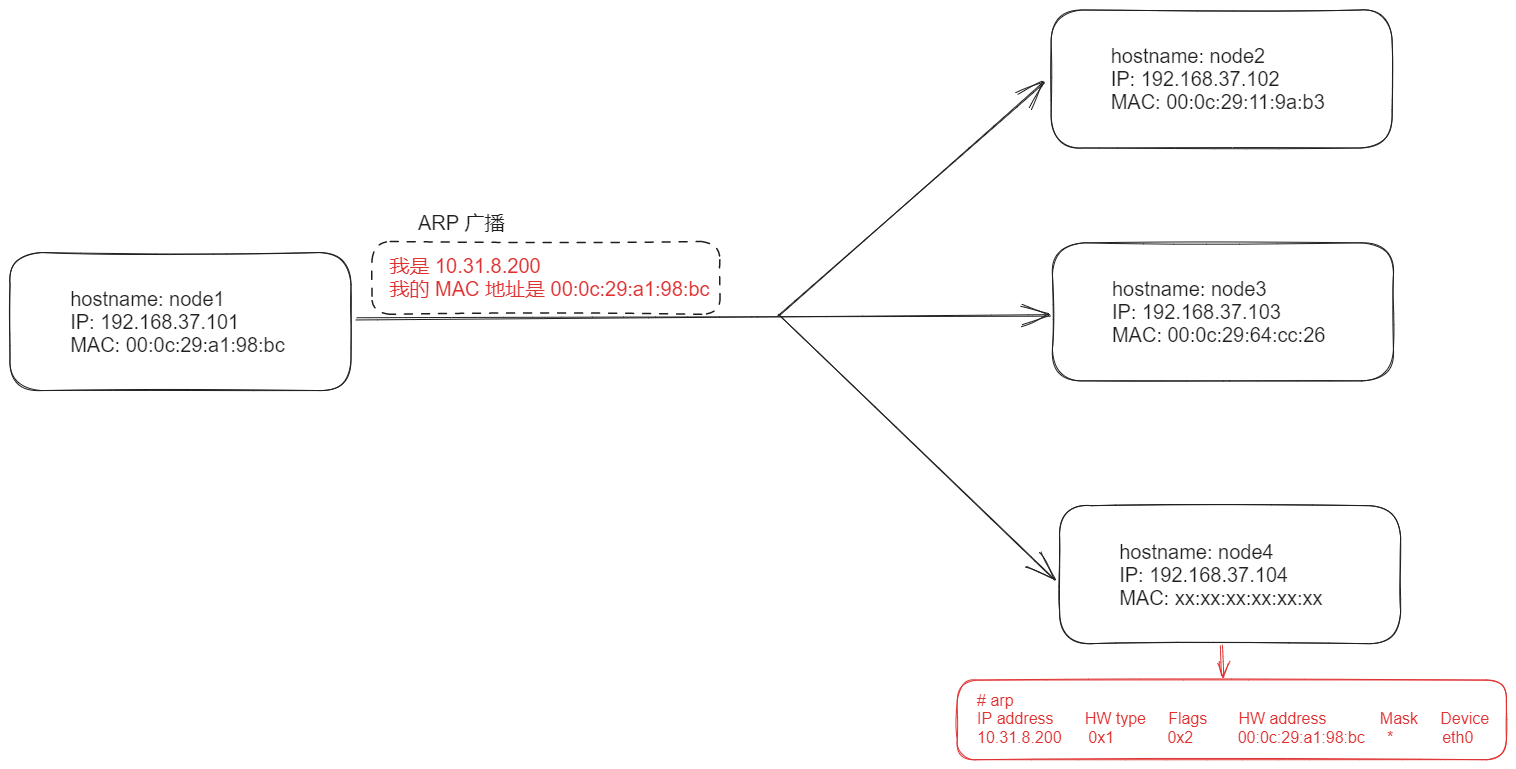 hostname: node2
IP: 192.168.37.102
MAC: 00:0c:29:11:9a:b3
ARP 广播
我是 10.31.8.200
我的 MAC 地址是 00:0c:29:a1:98:bc
hostname: node1
IP: 192.168.37.101
MAC: 00:0c:29:a1:98:bc
hostname: node3
IP: 192.168.37.103
MAC: 00:0c:29:64:cc:26
hostname: node4
IP: 192.168.37.104
MAC: xx:xx:xx:xx:xx:xx
# arp
IP address HW type Flags HW address Mask Device
10.31.8.200 0x1 0x2 00:0c:29:a1:98:bc * eth0